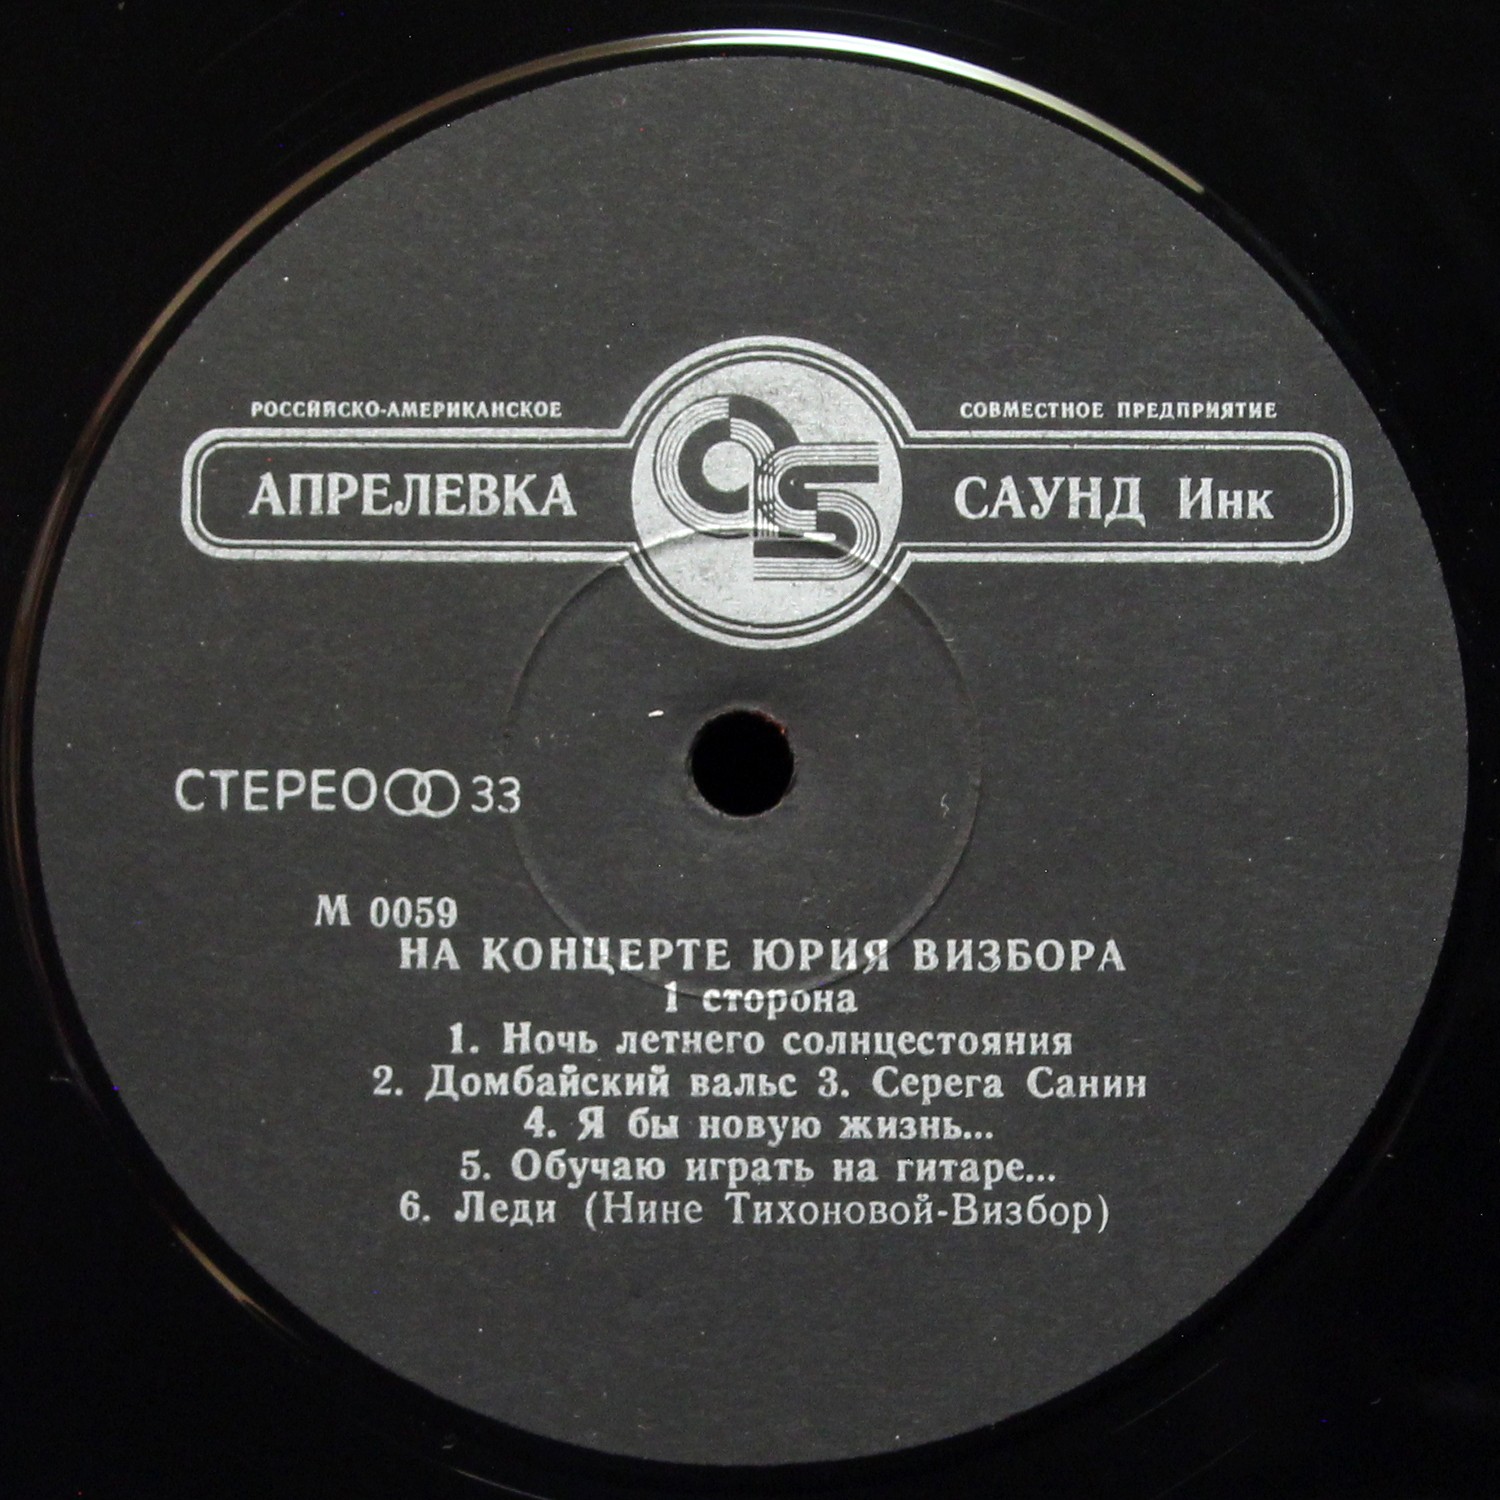 РОССИЙСКО-АМЕРИКАНСКОЕ СОВМЕСТНОЕ ПРЕДПРИЯТИЕ
АПРЕЛЕВКА САУНД Инк
СТЕРЕО 33
М 0059
НА КОНЦЕРТЕ ЮРИЯ ВИЗБОРА
1 сторона
1. Ночь летнего солнцестояния
2. Домбайский вальс 3. Серега Санин
4. Я бы новую жизнь...
5. Обучаю играть на гитаре...
6. Леди (Нине Тихоновой-Визбор)